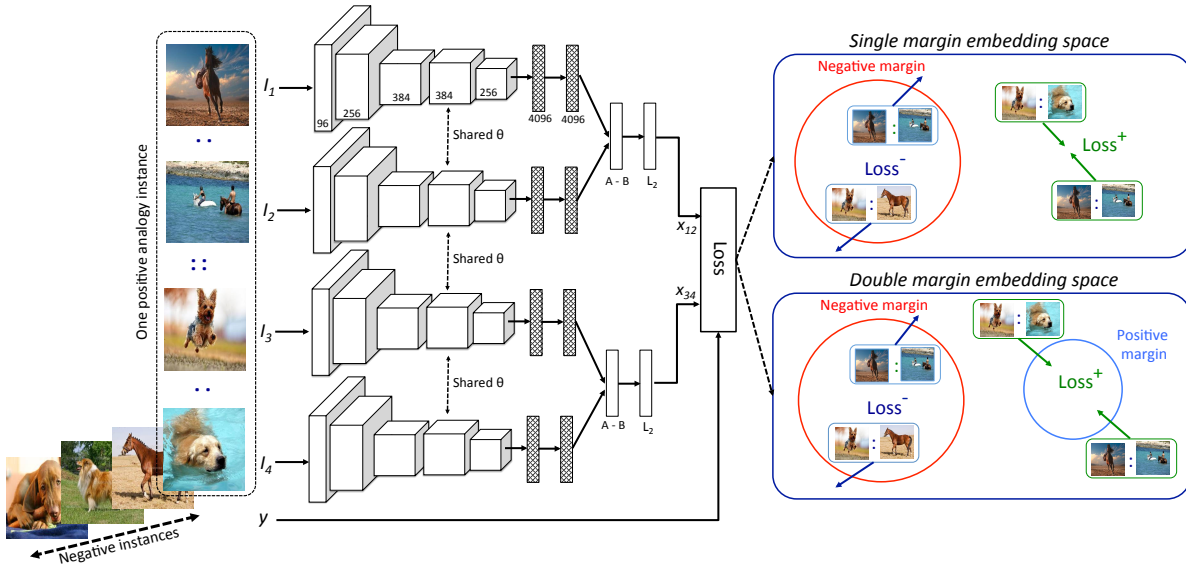 One positive analogy instance
Negative instances
I1
I2
I3
I4
y
96
256
384
384
256
4096
4096
Shared θ
Shared θ
Shared θ
A - B
L2
A - B
L2
x12
x34
Loss
Single margin embedding space
Negative margin
:
:
Loss-
:
Loss+
:
Double margin embedding space
Negative margin
:
:
Positive
margin
Loss-
Loss+
:
: